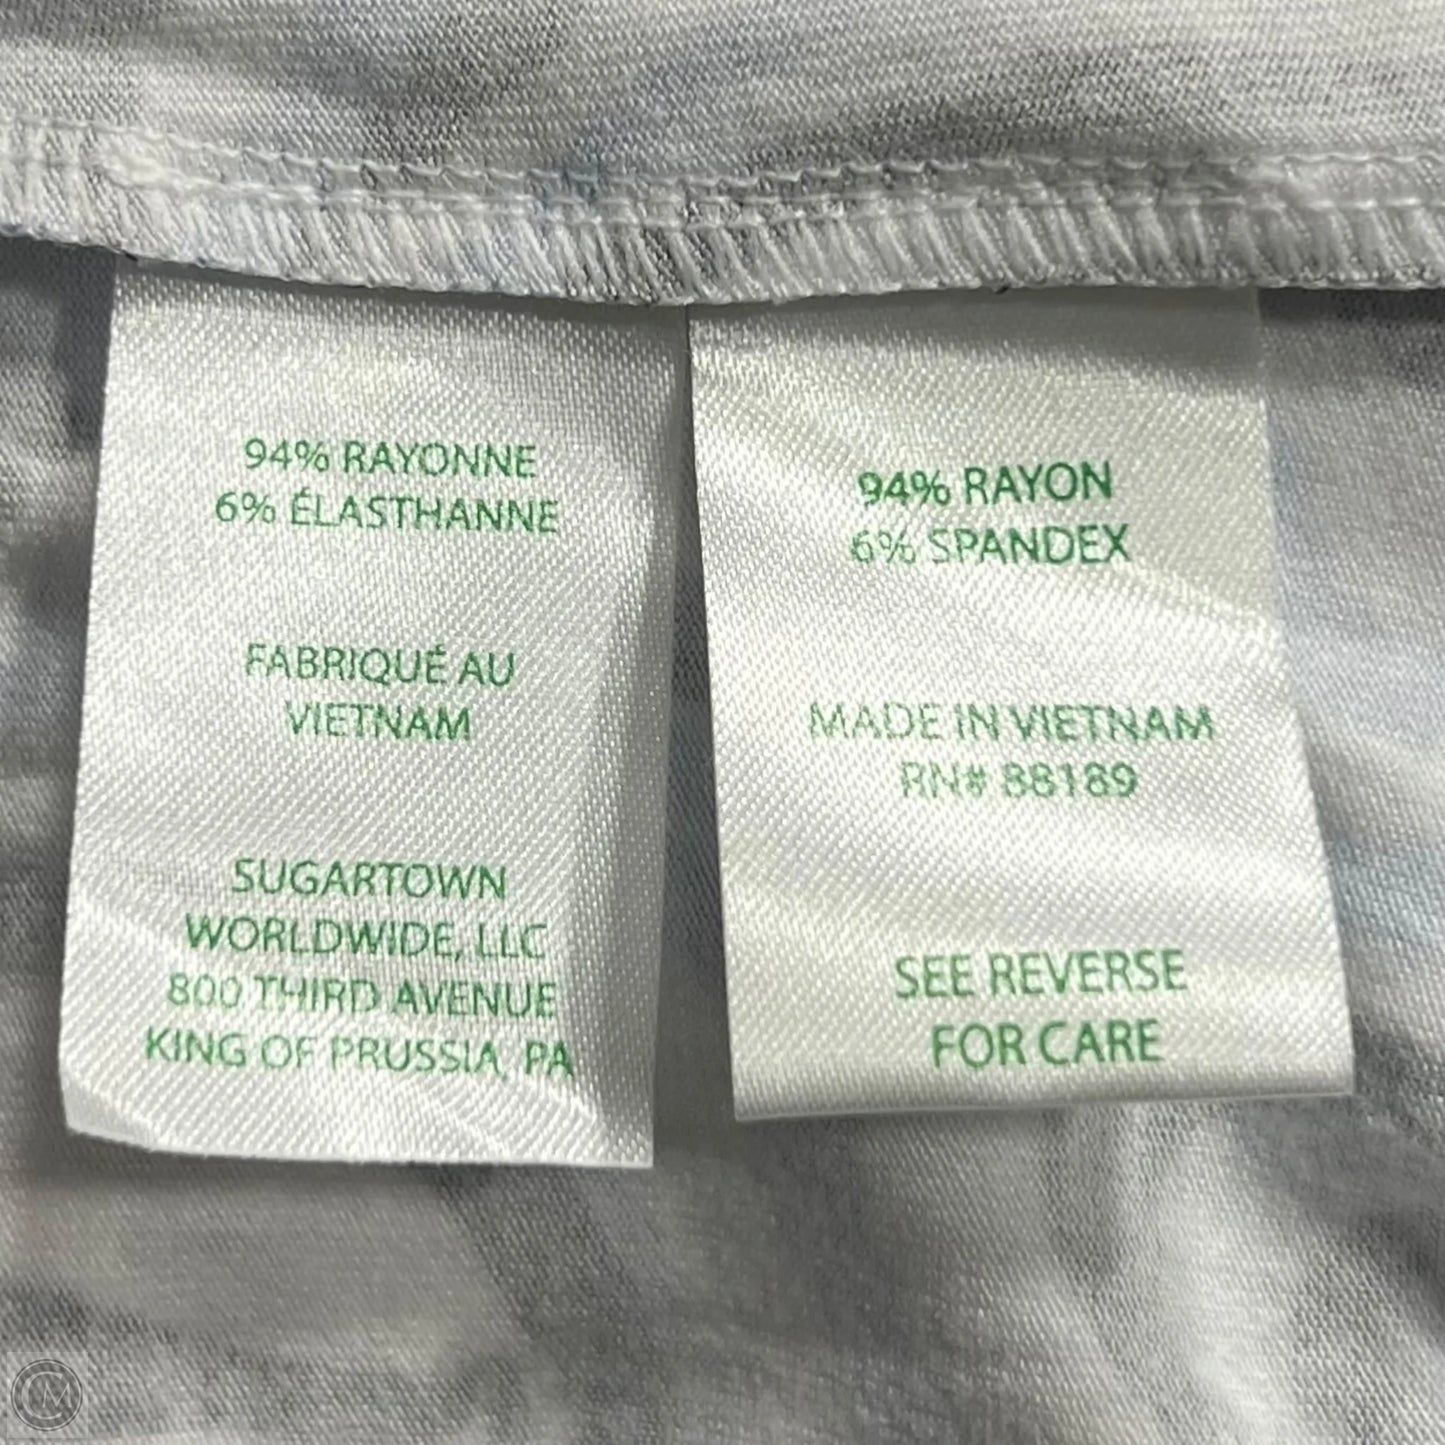 94% RAYONNE
6% ÉLASTHANNE
FABRIQUÉ AU
VIETNAM
SUGARTOWN
WORLDWIDE, LLC
800 THIRD AVENUE
KING OF PRUSSIA, PA
94% RAYON
6% SPANDEX
MADE IN VIETNAM
RN# 88189
SEE REVERSE
FOR CARE
CM